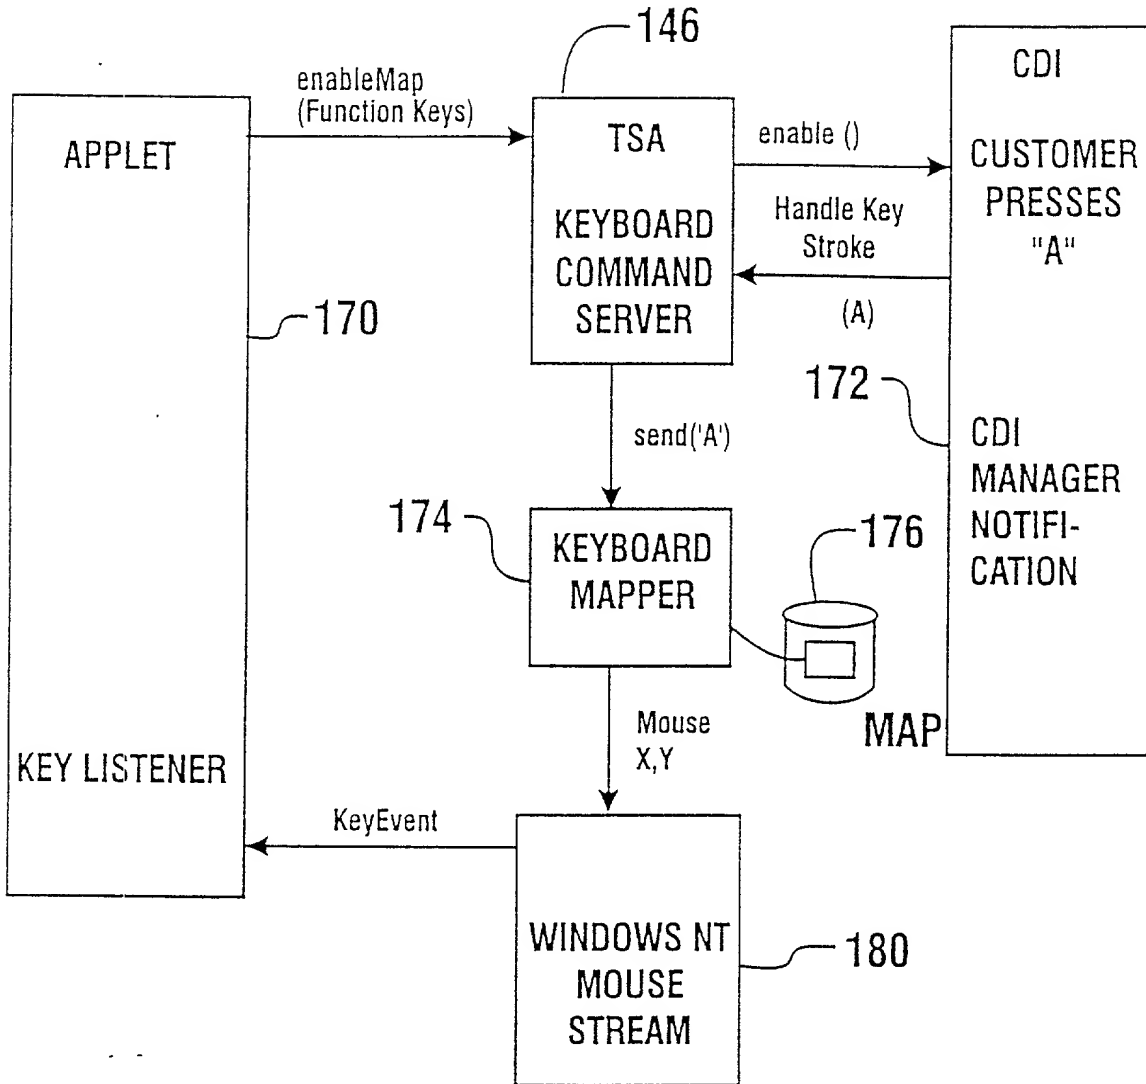 146
enableMap
(Function Keys)
APPLET
KEY LISTENER
170
TSA
KEYBOARD
COMMAND
SERVER
enable ()
Handle Key
Stroke
(A)
CDI
CUSTOMER
PRESSES
"A"
172
CDI
MANAGER
NOTIFI-
CATION
send('A')
174
KEYBOARD
MAPPER
176
MAP
Mouse
X,Y
KeyEvent
WINDOWS NT
MOUSE
STREAM
180